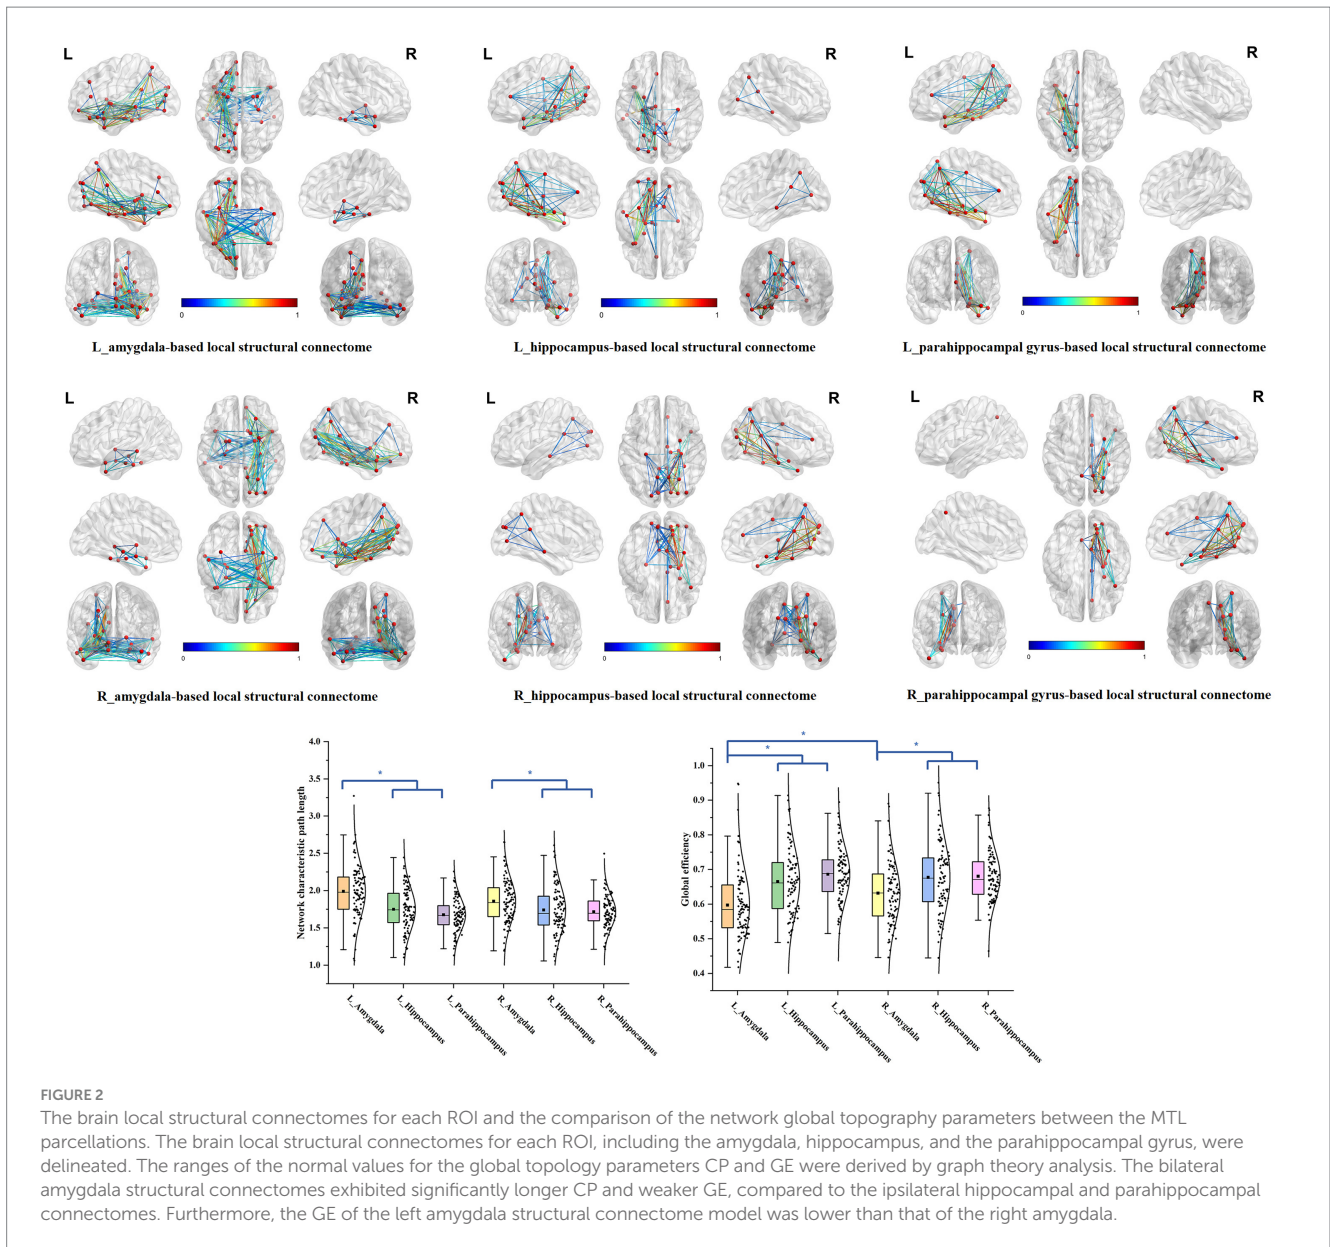 L R L R L R
0 1 0 1 0 1
L_amygdala-based local structural connectome
L_hippocampus-based local structural connectome
L_parahippocampal gyrus-based local structural connectome
L R L R L R
0 1 0 1 0 1
R_amygdala-based local structural connectome
R_hippocampus-based local structural connectome
R_parahippocampal gyrus-based local structural connectome
Network characteristic path length
4.0
3.5
3.0
2.5
2.0
1.5
1.0
* *
L_Amygdala
L_Hippocampus
L_Parahippocampus
R_Amygdala
R_Hippocampus
R_Parahippocampus
Global efficiency
1.0
0.9
0.8
0.7
0.6
0.5
0.4
* * *
L_Amygdala
L_Hippocampus
L_Parahippocampus
R_Amygdala
R_Hippocampus
R_Parahippocampus
FIGURE 2
The brain local structural connectomes for each ROI and the comparison of the network global topography parameters between the MTL
parcellations. The brain local structural connectomes for each ROI, including the amygdala, hippocampus, and the parahippocampal gyrus, were
delineated. The ranges of the normal values for the global topology parameters CP and GE were derived by graph theory analysis. The bilateral
amygdala structural connectomes exhibited significantly longer CP and weaker GE, compared to the ipsilateral hippocampal and parahippocampal
connectomes. Furthermore, the GE of the left amygdala structural connectome model was lower than that of the right amygdala.